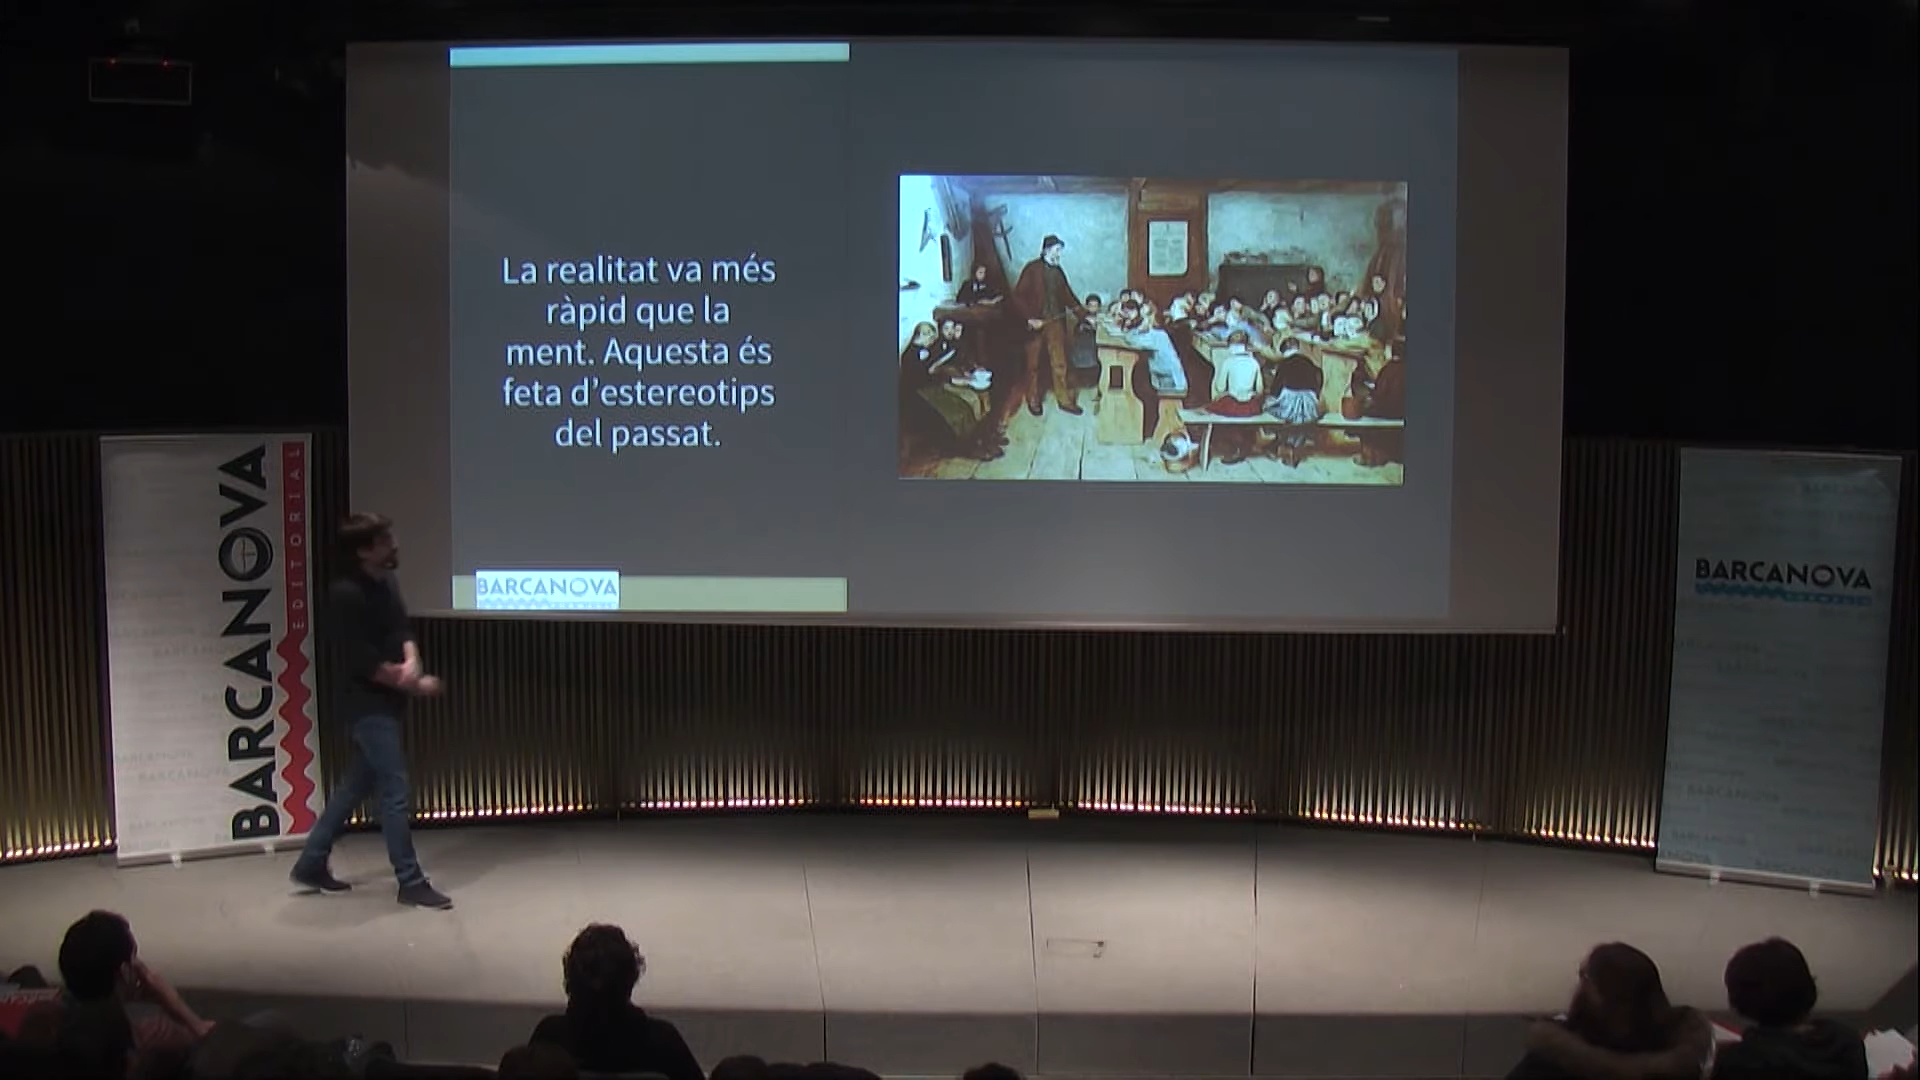 La realitat va més
ràpid que la
ment. Aquesta és
feta d’estereotips
del passat.
BARCANOVA
BARCANOVA
EDITORIAL
BARCANOVA